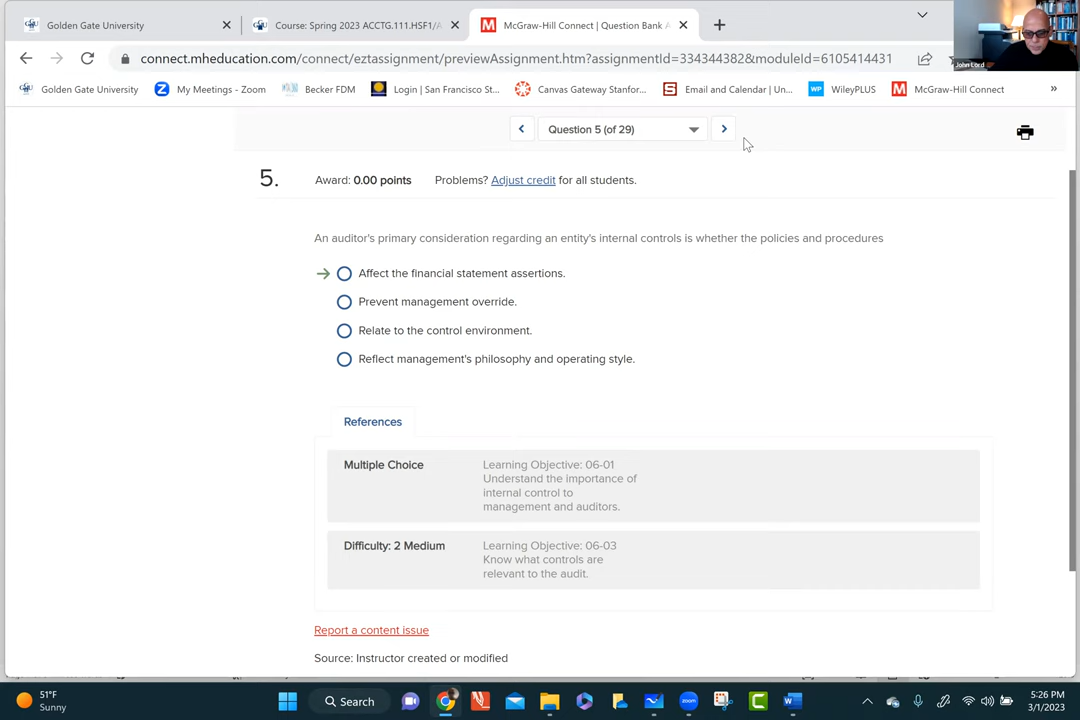 Golden Gate University
Course: Spring 2023 ACCTG.111.HSF1/A
McGraw-Hill Connect | Question Bank A
connect.mheducation.com/connect/eztassignment/previewAssignment.htm?assignmentId=334344382&moduleId=6105414431
John Lord
Golden Gate University
My Meetings - Zoom
Becker FDM
Login | San Francisco St...
Canvas Gateway Stanfor...
Email and Calendar | Un...
WileyPLUS
McGraw-Hill Connect
Question 5 (of 29)
5.
Award: 0.00 points
Problems? Adjust credit for all students.
An auditor's primary consideration regarding an entity's internal controls is whether the policies and procedures
Affect the financial statement assertions.
Prevent management override.
Relate to the control environment.
Reflect management's philosophy and operating style.
References
Multiple Choice
Learning Objective: 06-01
Understand the importance of
internal control to
management and auditors.
Difficulty: 2 Medium
Learning Objective: 06-03
Know what controls are
relevant to the audit.
Report a content issue
Source: Instructor created or modified
51°F
Sunny
Search
zoom
5:26 PM
3/1/2023